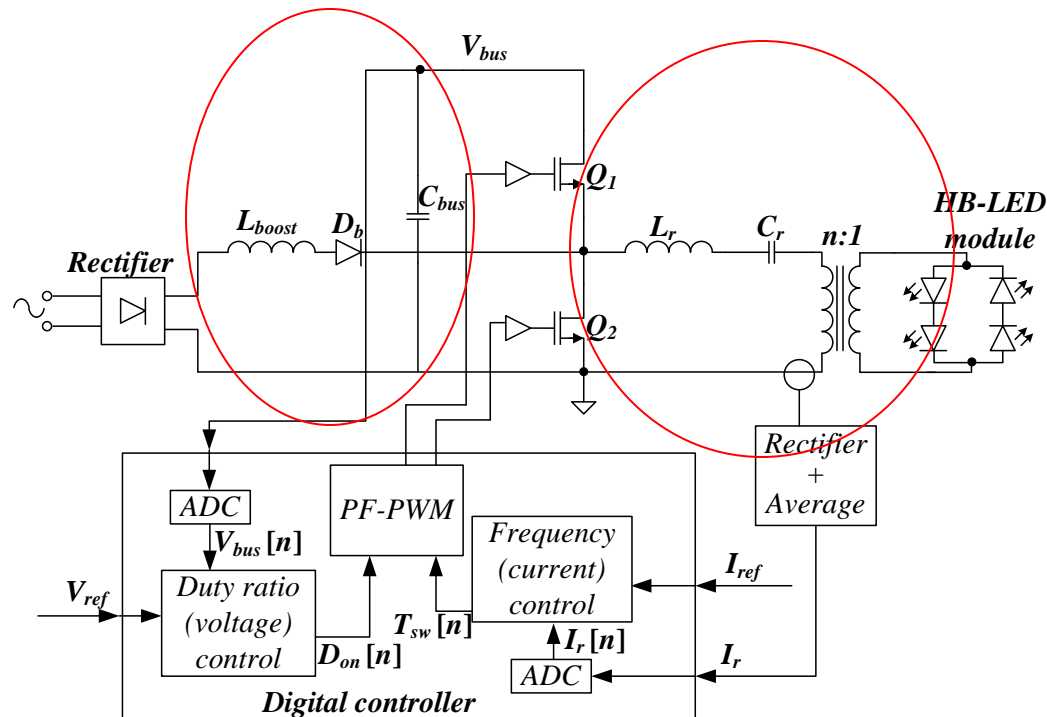 V_bus
Q_1
C_bus
L_boost
D_b
L_r
C_r
n:1
HB-LED
module
Rectifier
Q_2
Rectifier
+
Average
ADC
PF-PWM
Frequency
(current)
control
V_bus [n]
I_ref
V_ref
Duty ratio
(voltage)
control
T_sw [n]
I_r [n]
D_on [n]
ADC
I_r
Digital controller